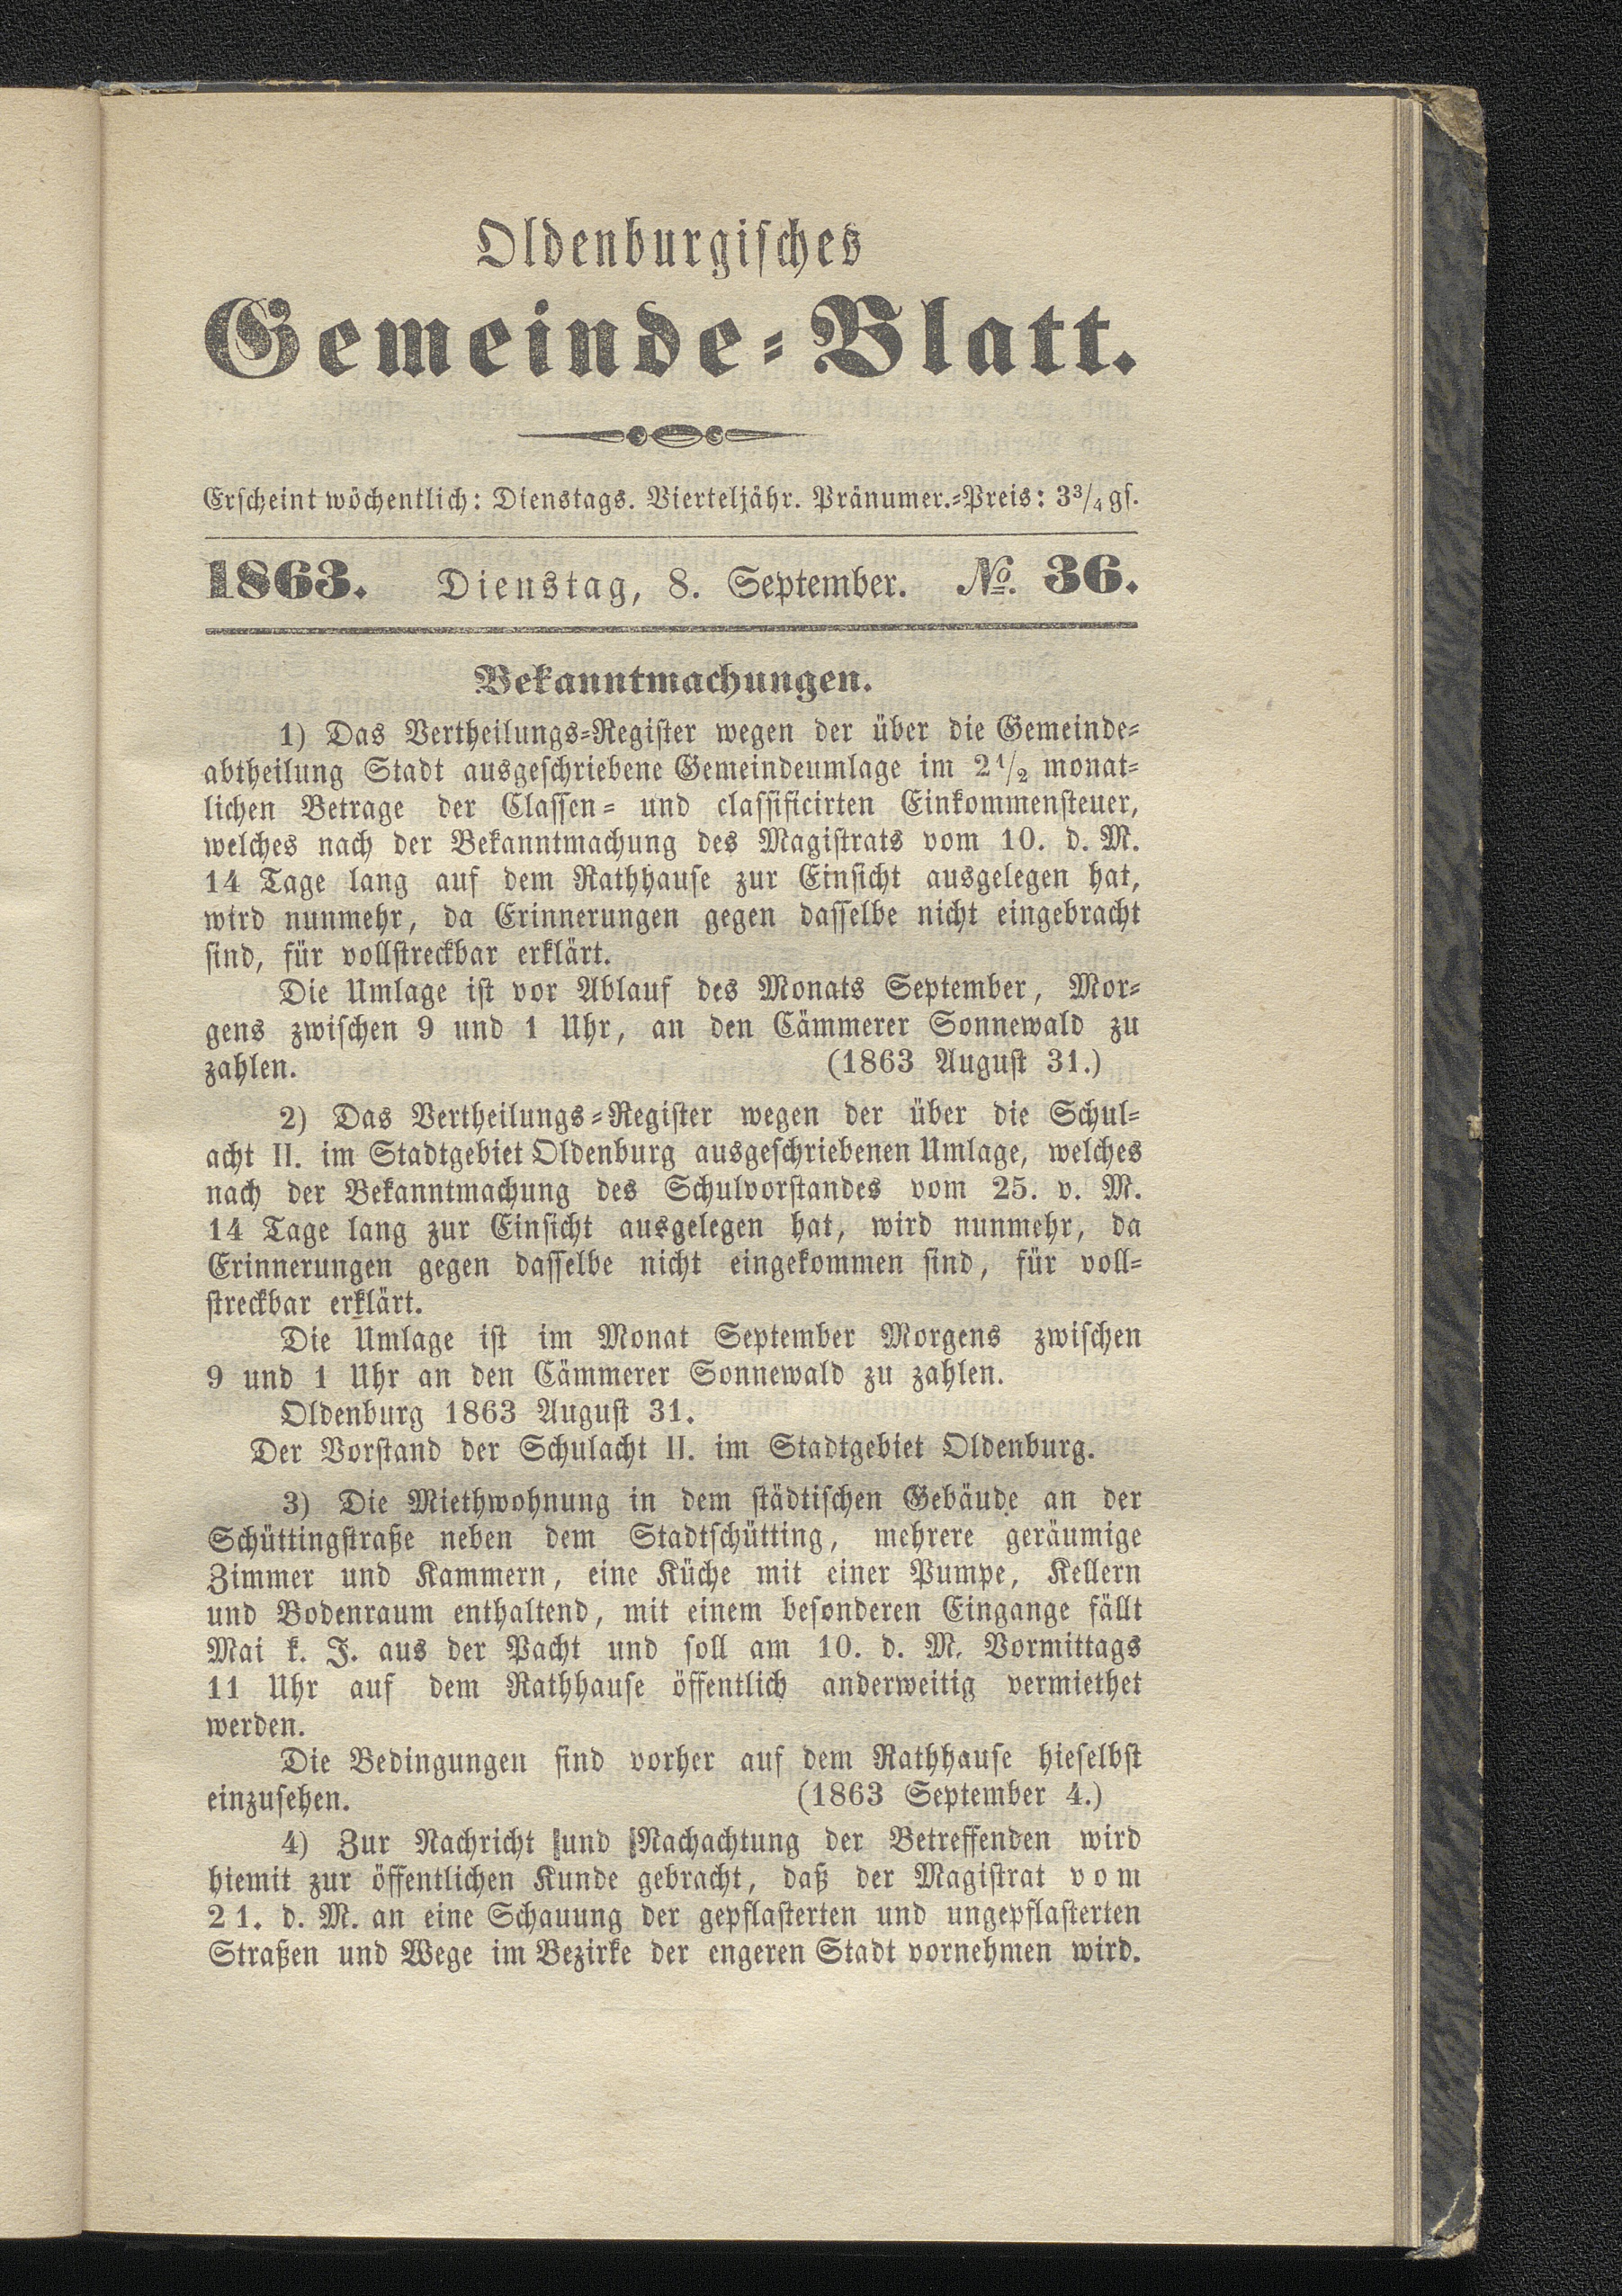 Oldenburgisches
Gemeinde-Blatt.
Erscheint wöchentlich: Dienstags. Vierteljähr. Pränumer.-Preis: 3 3/4 gs.
1863. Dienstag, 8. September. No. 36.
Bekanntmachungen.
1) Das Vertheilungs-Register wegen der über die Gemeinde-
abtheilung Stadt ausgeschriebene Gemeindeumlage im 2 1/2 monat-
lichen Betrage der Classen- und classificirten Einkommensteuer,
welches nach der Bekanntmachung des Magistrats vom 10. d. M.
14 Tage lang auf dem Rathhause zur Einsicht ausgelegen hat,
wird nunmehr, da Erinnerungen gegen dasselbe nicht eingebracht
sind, für vollstreckbar erklärt.
Die Umlage ist vor Ablauf des Monats September, Mor-
gens zwischen 9 und 1 Uhr, an den Cämmerer Sonnewald zu
zahlen. (1863 August 31.)
2) Das Vertheilungs-Register wegen der über die Schul-
acht II. im Stadtgebiet Oldenburg ausgeschriebenen Umlage, welches
nach der Bekanntmachung des Schulvorstandes vom 25. v. M.
14 Tage lang zur Einsicht ausgelegen hat, wird nunmehr, da
Erinnerungen gegen dasselbe nicht eingekommen sind, für voll-
streckbar erklärt.
Die Umlage ist im Monat September Morgens zwischen
9 und 1 Uhr an den Cämmerer Sonnewald zu zahlen.
Oldenburg 1863 August 31.
Der Vorstand der Schulacht II. im Stadtgebiet Oldenburg.
3) Die Miethwohnung in dem städtischen Gebäude an der
Schüttingstraße neben dem Stadtschütting, mehrere geräumige
Zimmer und Kammern, eine Küche mit einer Pumpe, Kellern
und Bodenraum enthaltend, mit einem besonderen Eingange fällt
Mai k. J. aus der Pacht und soll am 10. d. M. Vormittags
11 Uhr auf dem Rathhause öffentlich anderweitig vermiethet
werden.
Die Bedingungen sind vorher auf dem Rathhause hieselbst
einzusehen. (1863 September 4.)
4) Zur Nachricht und Nachachtung der Betreffenden wird
hiemit zur öffentlichen Kunde gebracht, daß der Magistrat vom
21. d. M. an eine Schauung der gepflasterten und ungepflasterten
Straßen und Wege im Bezirke der engeren Stadt vornehmen wird.